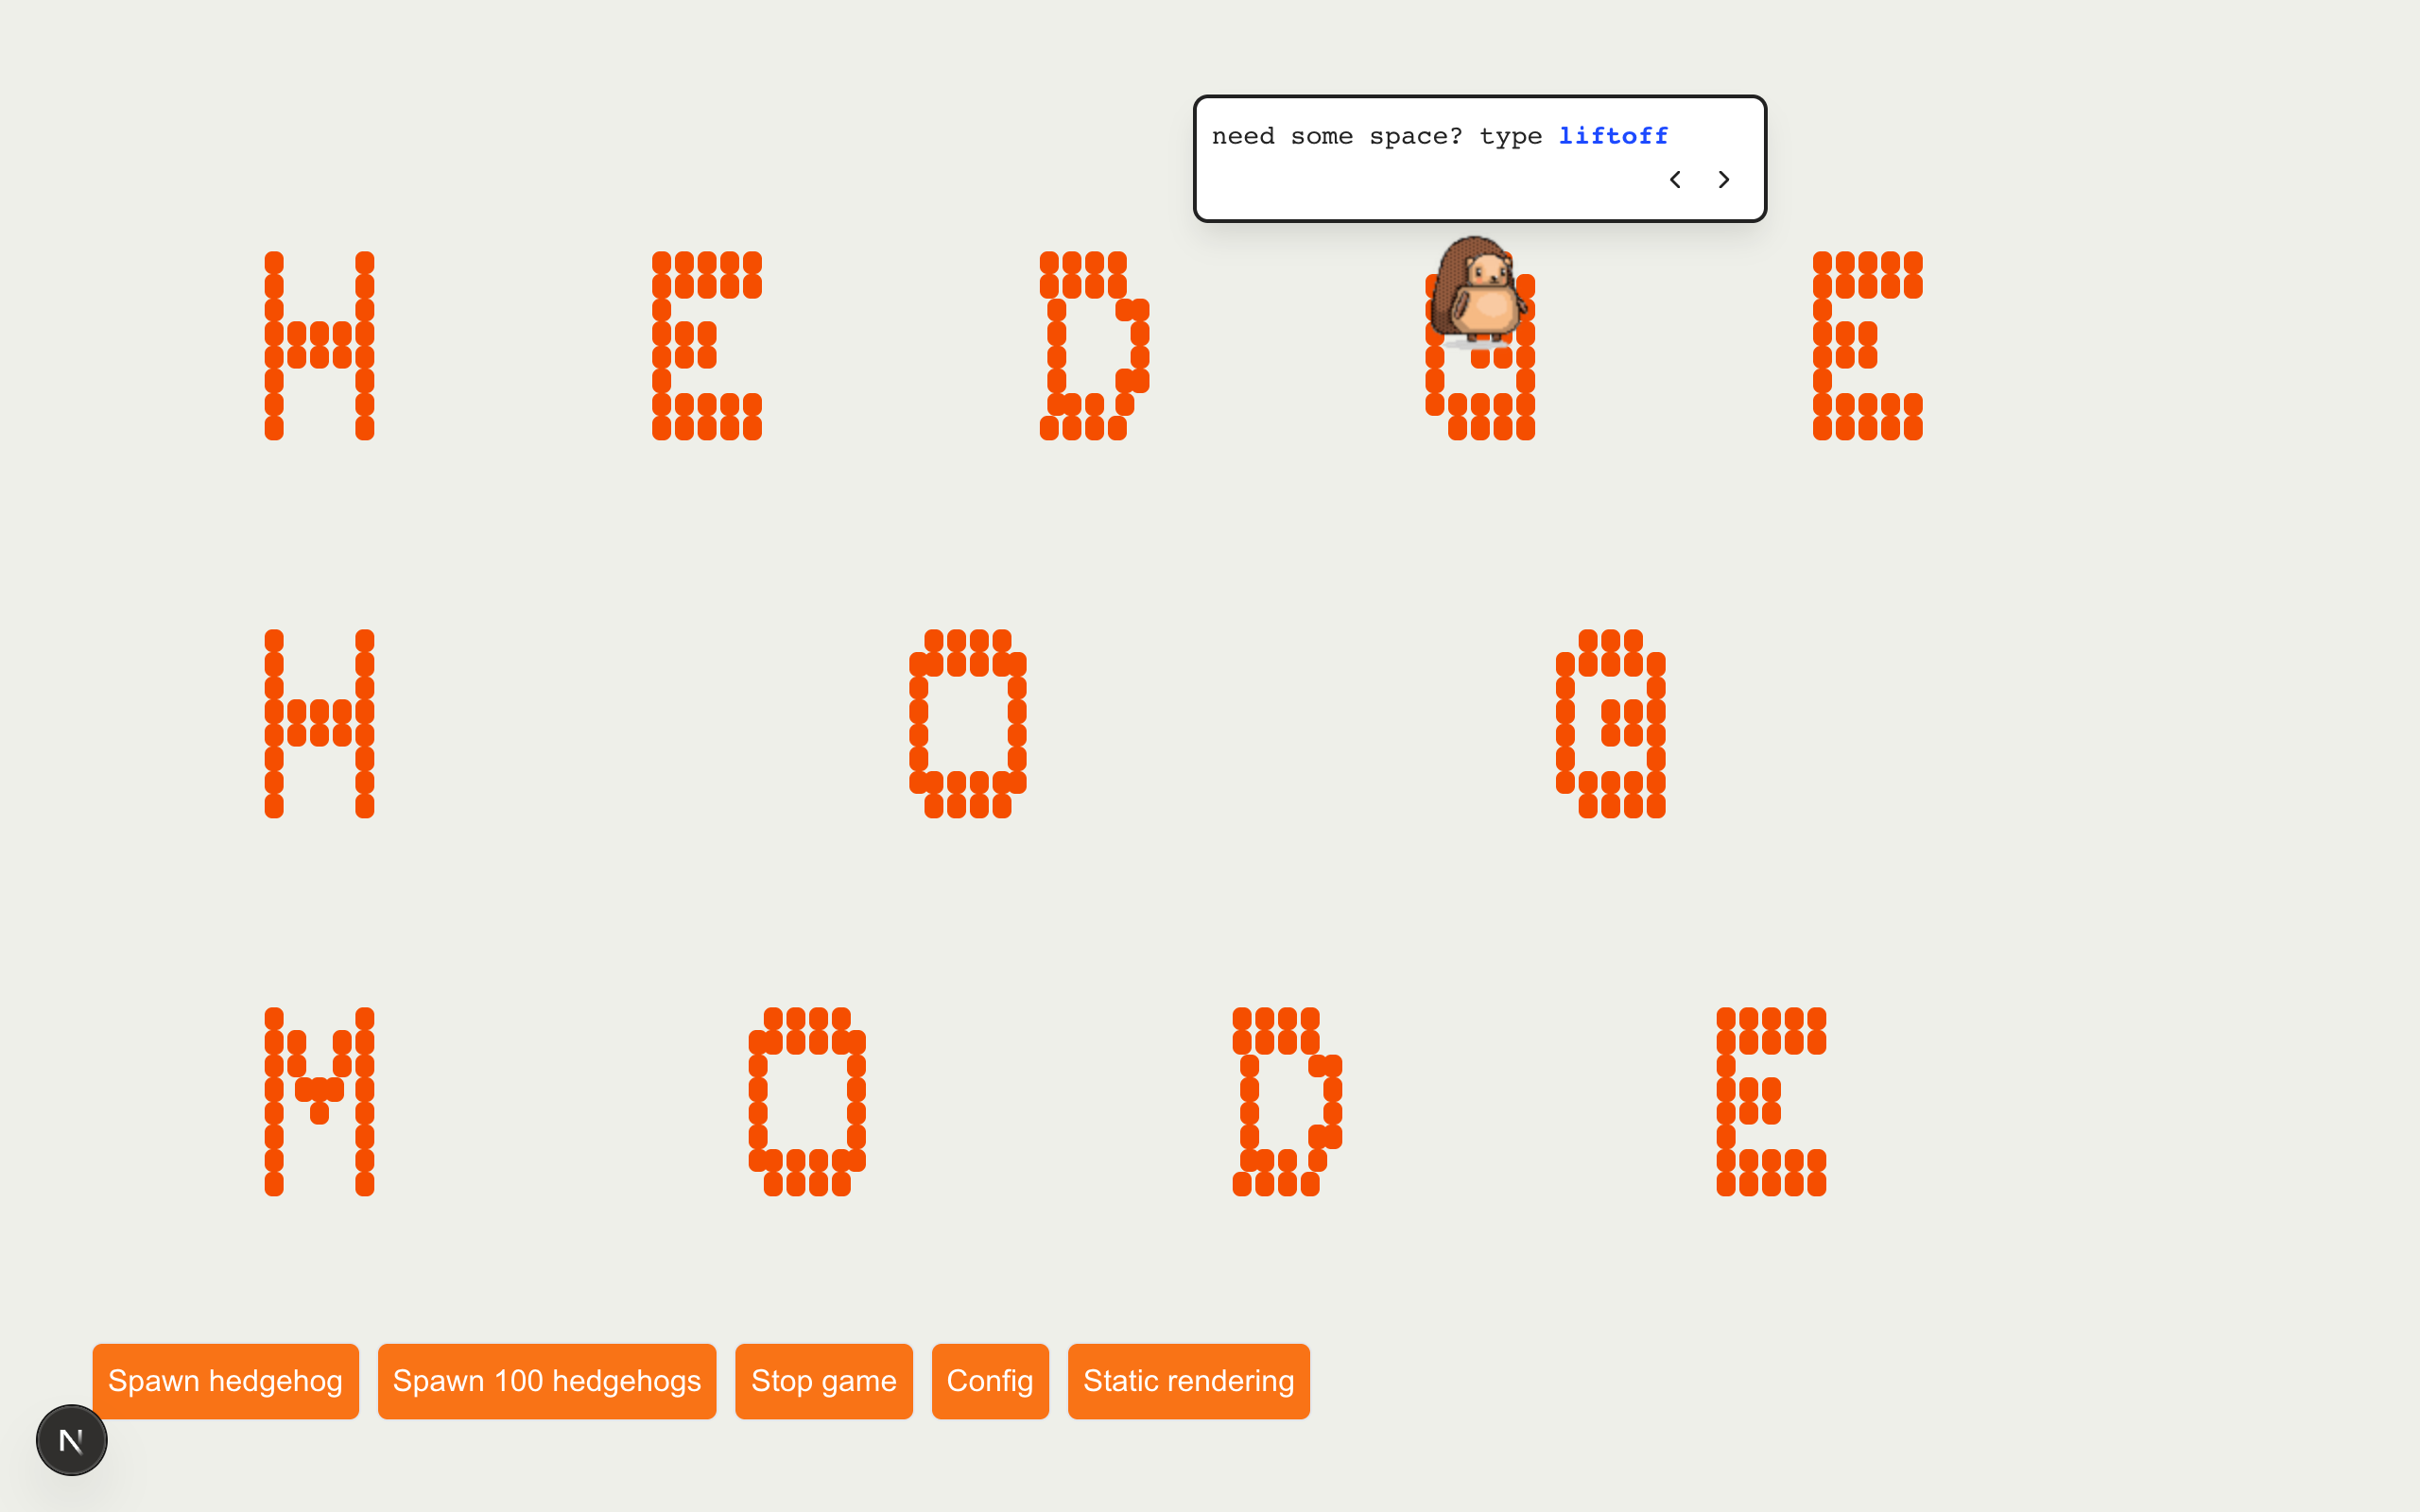 need some space? type liftoff
HEDGE
HOG
MODE
Spawn hedgehog Spawn 100 hedgehogs Stop game Config Static rendering
N